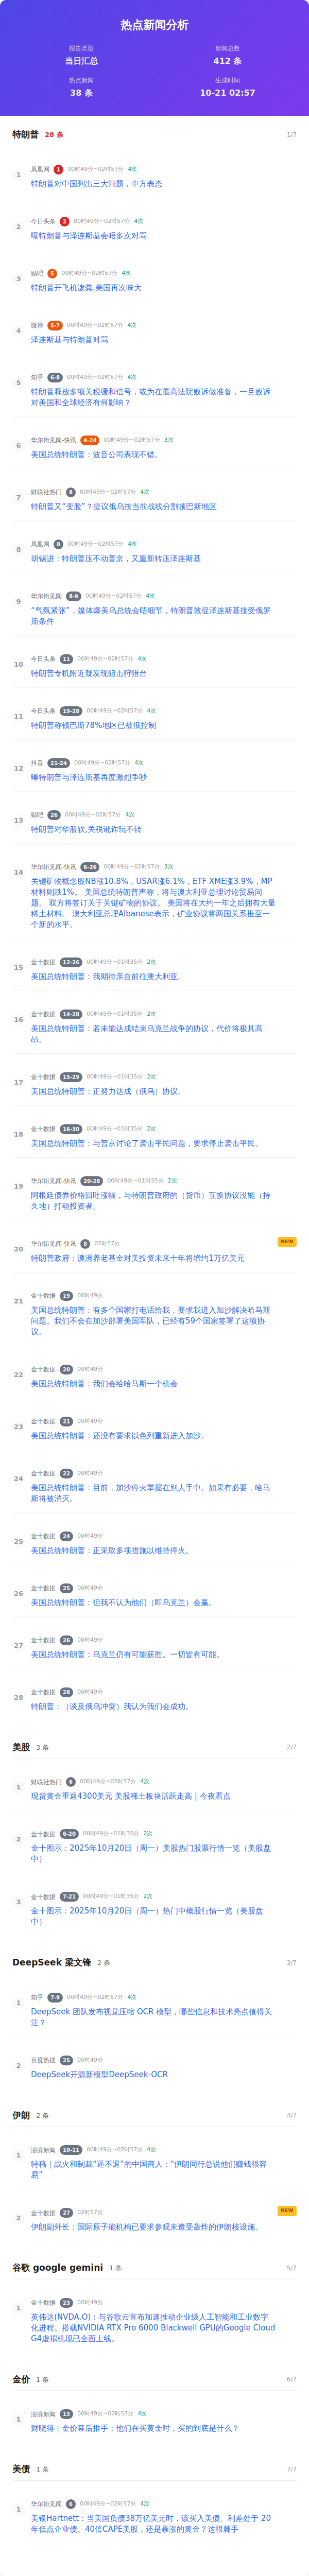 热点新闻分析
报告类型
当日汇总
新闻总数
412 条
热点新闻
38 条
生成时间
10-21 02:57
特朗普 28 条 1/7
1
凤凰网 1 00时49分~02时57分 4次
特朗普对中国列出三大问题，中方表态
2
今日头条 2 00时49分~02时57分 4次
曝特朗普与泽连斯基会晤多次对骂
3
贴吧 5 00时49分~02时57分 4次
特朗普开飞机泼粪,美国再次味大
4
微博 5-7 00时49分~02时57分 4次
泽连斯基与特朗普对骂
5
知乎 6-8 00时49分~02时57分 4次
特朗普释放多项关税缓和信号，或为在最高法院败诉做准备，一旦败诉
对美国和全球经济有何影响？
6
华尔街见闻-快讯 4-24 00时49分~02时57分 3次
美国总统特朗普：波音公司表现不错。
7
财联社热门 8 00时49分~02时57分 4次
特朗普又“变脸”？提议俄乌按当前战线分割顿巴斯地区
8
凤凰网 8 00时49分~02时57分 4次
胡锡进：特朗普压不动普京，又重新转压泽连斯基
9
华尔街见闻 8-9 00时49分~02时57分 4次
“气氛紧张”，媒体爆美乌总统会晤细节，特朗普敦促泽连斯基接受俄罗
斯条件
10
今日头条 11 00时49分~02时57分 4次
特朗普专机附近疑发现狙击狩猎台
11
今日头条 19-28 00时49分~02时57分 4次
特朗普称顿巴斯78%地区已被俄控制
12
抖音 21-24 00时49分~02时57分 4次
曝特朗普与泽连斯基再度激烈争吵
13
贴吧 26 00时49分~02时57分 4次
特朗普对华服软,关税讹诈玩不转
14
华尔街见闻-快讯 6-26 00时49分~02时57分 3次
关键矿物概念股NB涨10.8%，USAR涨6.1%，ETF XME涨3.9%，MP
材料则跌1%。 美国总统特朗普声称，将与澳大利亚总理讨论贸易问
题。 双方将签订关于关键矿物的协议。 美国将在大约一年之后拥有大量
稀土材料。 澳大利亚总理Albanese表示，矿业协议将两国关系推至一
个新的水平。
15
金十数据 12-26 00时49分~01时35分 2次
美国总统特朗普：我期待亲自前往澳大利亚。
16
金十数据 14-28 00时49分~01时35分 2次
美国总统特朗普：若未能达成结束乌克兰战争的协议，代价将极其高
昂。
17
金十数据 15-29 00时49分~01时35分 2次
美国总统特朗普：正努力达成（俄乌）协议。
18
金十数据 16-30 00时49分~01时35分 2次
美国总统特朗普：与普京讨论了袭击平民问题，要求停止袭击平民。
19
华尔街见闻-快讯 20-28 00时49分~01时35分 2次
阿根廷债券价格回吐涨幅，与特朗普政府的（货币）互换协议没能（持
久地）打动投资者。
20
华尔街见闻-快讯 8 02时57分
NEW
特朗普政府：澳洲养老基金对美投资未来十年将增约1万亿美元
21
金十数据 19 00时49分
美国总统特朗普：有多个国家打电话给我，要求我进入加沙解决哈马斯
问题。我们不会在加沙部署美国军队，已经有59个国家签署了这项协
议。
22
金十数据 20 00时49分
美国总统特朗普：我们会给哈马斯一个机会
23
金十数据 21 00时49分
美国总统特朗普：还没有要求以色列重新进入加沙。
24
金十数据 22 00时49分
美国总统特朗普：目前，加沙停火掌握在别人手中。如果有必要，哈马
斯将被消灭。
25
金十数据 24 00时49分
美国总统特朗普：正采取多项措施以维持停火。
26
金十数据 25 00时49分
美国总统特朗普：但我不认为他们（即乌克兰）会赢。
27
金十数据 26 00时49分
美国总统特朗普：乌克兰仍有可能获胜。一切皆有可能。
28
金十数据 28 00时49分
特朗普：（谈及俄乌冲突）我认为我们会成功。
美股 3 条 2/7
1
财联社热门 6 00时49分~02时57分 4次
现货黄金重返4300美元 美股稀土板块活跃走高 | 今夜看点
2
金十数据 6-20 00时49分~01时35分 2次
金十图示：2025年10月20日（周一）美股热门股票行情一览（美股盘
中）
3
金十数据 7-21 00时49分~01时35分 2次
金十图示：2025年10月20日（周一）热门中概股行情一览（美股盘
中）
DeepSeek 梁文锋 2 条 3/7
1
知乎 7-9 00时49分~02时57分 4次
DeepSeek 团队发布视觉压缩 OCR 模型，哪些信息和技术亮点值得关
注？
2
百度热搜 25 00时49分
DeepSeek开源新模型DeepSeek-OCR
伊朗 2 条 4/7
1
澎湃新闻 10-11 00时49分~02时57分 4次
特稿｜战火和制裁“逼不退”的中国商人：“伊朗同行总说他们赚钱很容
易”
2
金十数据 27 02时57分
NEW
伊朗副外长：国际原子能机构已要求参观未遭受轰炸的伊朗核设施。
谷歌 google gemini 1 条 5/7
1
金十数据 23 00时49分
英伟达(NVDA.O)：与谷歌云宣布加速推动企业级人工智能和工业数字
化进程。搭载NVIDIA RTX Pro 6000 Blackwell GPU的Google Cloud
G4虚拟机现已全面上线。
金价 1 条 6/7
1
澎湃新闻 13 00时49分~02时57分 4次
财晓得｜金价幕后推手：他们在买黄金时，买的到底是什么？
美债 1 条 7/7
1
华尔街见闻 6 00时49分~02时57分 4次
美银Hartnett：当美国负债38万亿美元时，该买入美债、利差处于 20
年低点企业债、40倍CAPE美股，还是暴涨的黄金？这很棘手